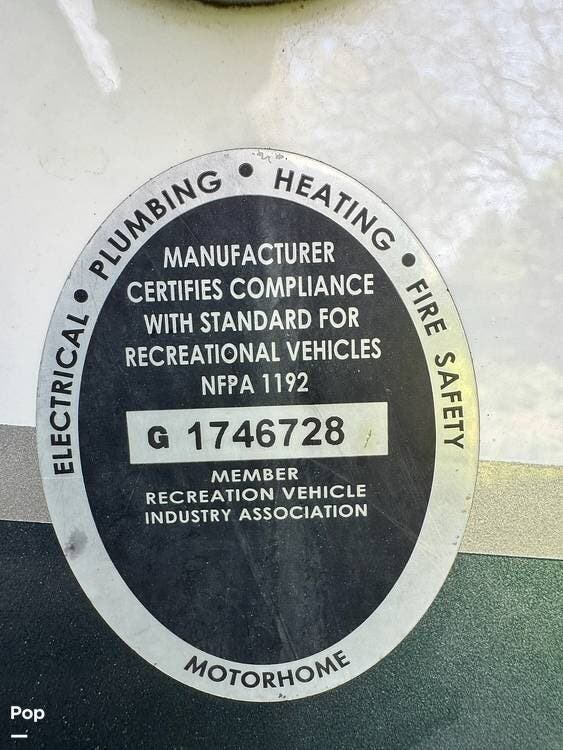 ELECTRICAL • PLUMBING • HEATING • FIRE SAFETY
MANUFACTURER
CERTIFIES COMPLIANCE
WITH STANDARD FOR
RECREATIONAL VEHICLES
NFPA 1192
G 1746728
MEMBER
RECREATION VEHICLE
INDUSTRY ASSOCIATION
MOTORHOME
Pop